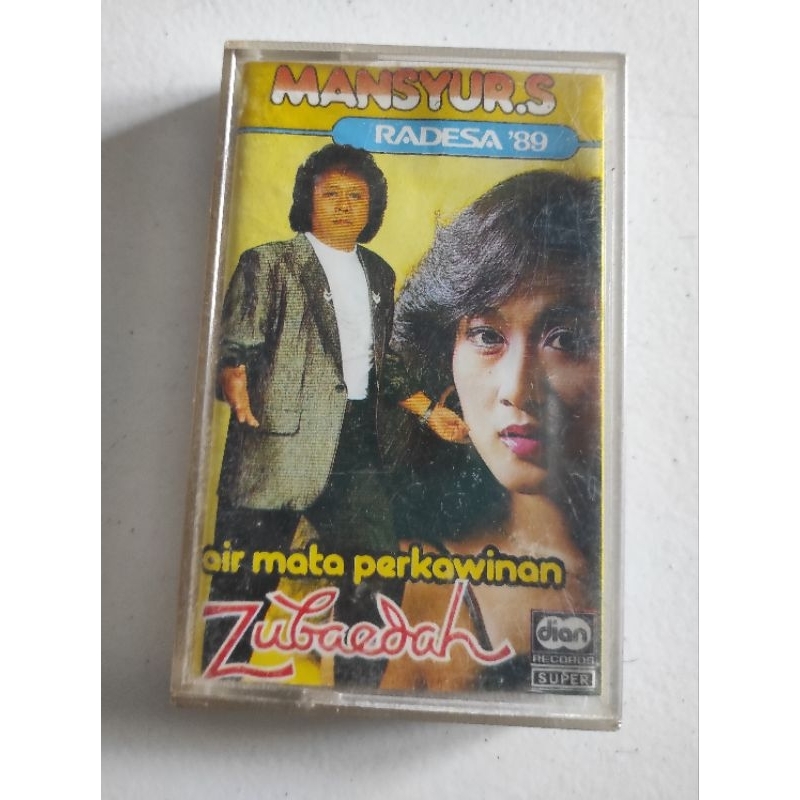 MANSYUR.S
RADESA '89
air mata perkawinan
Zubaedah
dian
RECORDS
SUPER